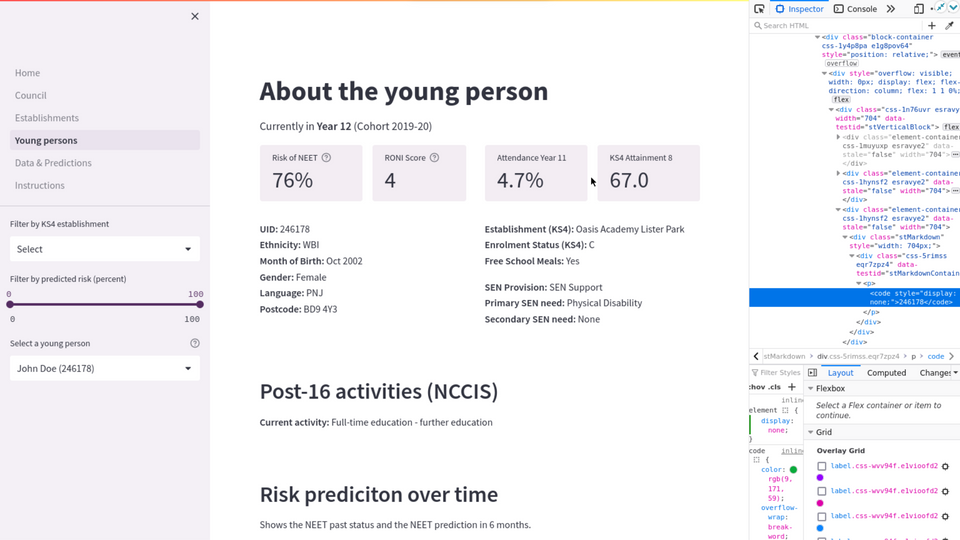 Home
Council
Establishments
Young persons
Data & Predictions
Instructions
Filter by KS4 establishment
Select
Filter by predicted risk (percent)
0 100
0 100
Select a young person
John Doe (246178)
About the young person
Currently in Year 12 (Cohort 2019-20)
Risk of NEET
76%
RONI Score
4
Attendance Year 11
4.7%
KS4 Attainment 8
67.0
UID: 246178
Ethnicity: WBI
Month of Birth: Oct 2002
Gender: Female
Language: PNJ
Postcode: BD9 4Y3
Establishment (KS4): Oasis Academy Lister Park
Enrolment Status (KS4): C
Free School Meals: Yes
SEN Provision: SEN Support
Primary SEN need: Physical Disability
Secondary SEN need: None
Post-16 activities (NCCIS)
Current activity: Full-time education - further education
Risk prediciton over time
Shows the NEET past status and the NEET prediction in 6 months.
Inspector Console
Search HTML
<div class="block-container
css-1y4p8pa e1g8pov64"
style="position: relative;"> event
overflow
<div style="overflow: visible;
width: 0px; display: flex; flex-
direction: column; flex: 1 1 0%;
flex
<div class="css-1n76uvr esravy
width="704" data-
testid="stVerticalBlock"> flex
<div class="element-container
css-1muyuxp esravye2" data-
stale="false" width="704">
<div class="element-container
css-1hynsf2 esravye2" data-
stale="false" width="704">
</div>
<div class="element-container
css-1hynsf2 esravye2" data-
stale="false" width="704">
<div class="stMarkdown"
style="width: 704px;">
<div class="css-5rimss
eqr7zpz4" data-
testid="stMarkdownContain
<p>
<code style="display:
none;">246178</code>
</p>
</div>
</div>
</div>
stMarkdown > div.css-5rimss.eqr7zpz4 > p > code
Filter Styles
:hov .cls +
inline
element {
display:
none;
}
code inline
{
color:
rgb(9,
171,
59);
overflow-
wrap:
break-
word;
Layout Computed Changes
Flexbox
Select a Flex container or item to
continue.
Grid
Overlay Grid
label.css-wvv94f.e1vioofd2
label.css-wvv94f.e1vioofd2
label.css-wvv94f.e1vioofd2